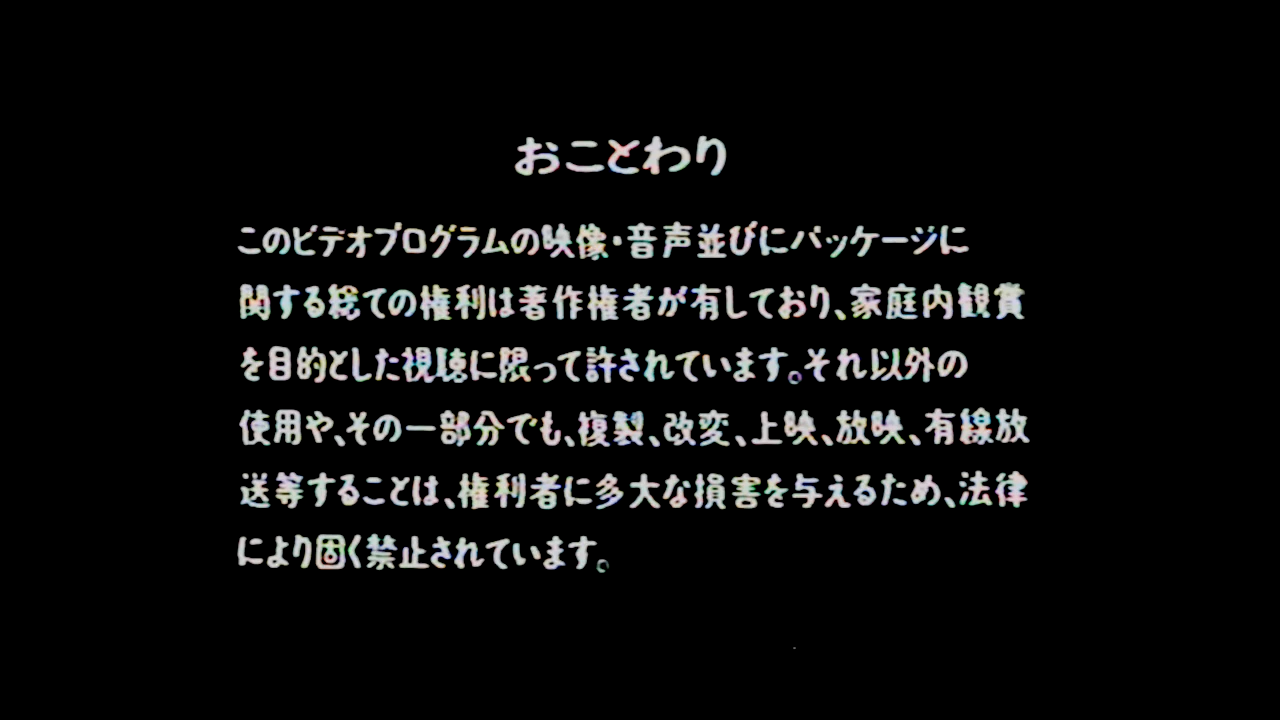 おことわり
このビデオプログラムの映像・音声並びにパッケージに
関する総ての権利は著作権者が有しており、家庭内観賞
を目的とした視聴に限って許されています。それ以外の
使用や、その一部分でも、複製、改変、上映、放映、有線放
送等することは、権利者に多大な損害を与えるため、法律
により固く禁止されています。